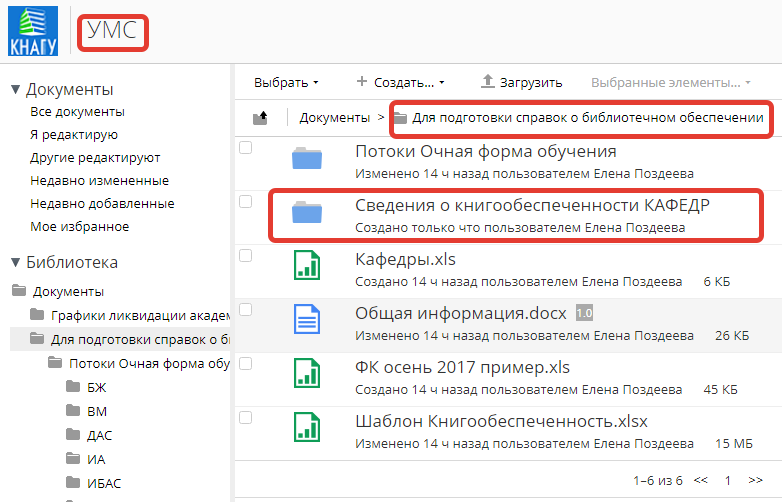 КНАГУ
УМС
Документы
Все документы
Я редактирую
Другие редактируют
Недавно измененные
Недавно добавленные
Мое избранное
Библиотека
Документы
Графики ликвидации акаде
Для подготовки справок о б
Потоки Очная форма обу
БЖ
ВМ
ДАС
ИА
ИБАС
Выбрать
Создать...
Загрузить
Выбранные элементы...
Документы > Для подготовки справок о библиотечном обеспечении
Потоки Очная форма обучения
Изменено 14 ч назад пользователем Елена Поздеева
Сведения о книгообеспеченности КАФЕДР
Создано только что пользователем Елена Поздеева
Кафедры.xls
Создано 14 ч назад пользователем Елена Поздеева 6 КБ
Общая информация.docx 1.0
Изменено 14 ч назад пользователем Елена Поздеева 26 КБ
ФК осень 2017 пример.xls
Создано 14 ч назад пользователем Елена Поздеева 45 КБ
Шаблон Книгообеспеченность.xlsx
Изменено 14 ч назад пользователем Елена Поздеева 15 МБ
1–6 из 6 << 1 >>